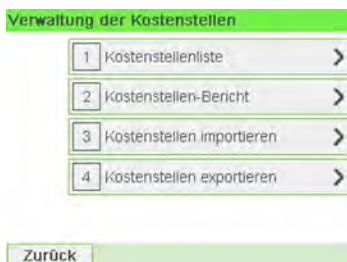 Verwaltung der Kostenstellen
1 Kostenstellenliste
2 Kostenstellen-Bericht
3 Kostenstellen importieren
4 Kostenstellen exportieren
Zurück